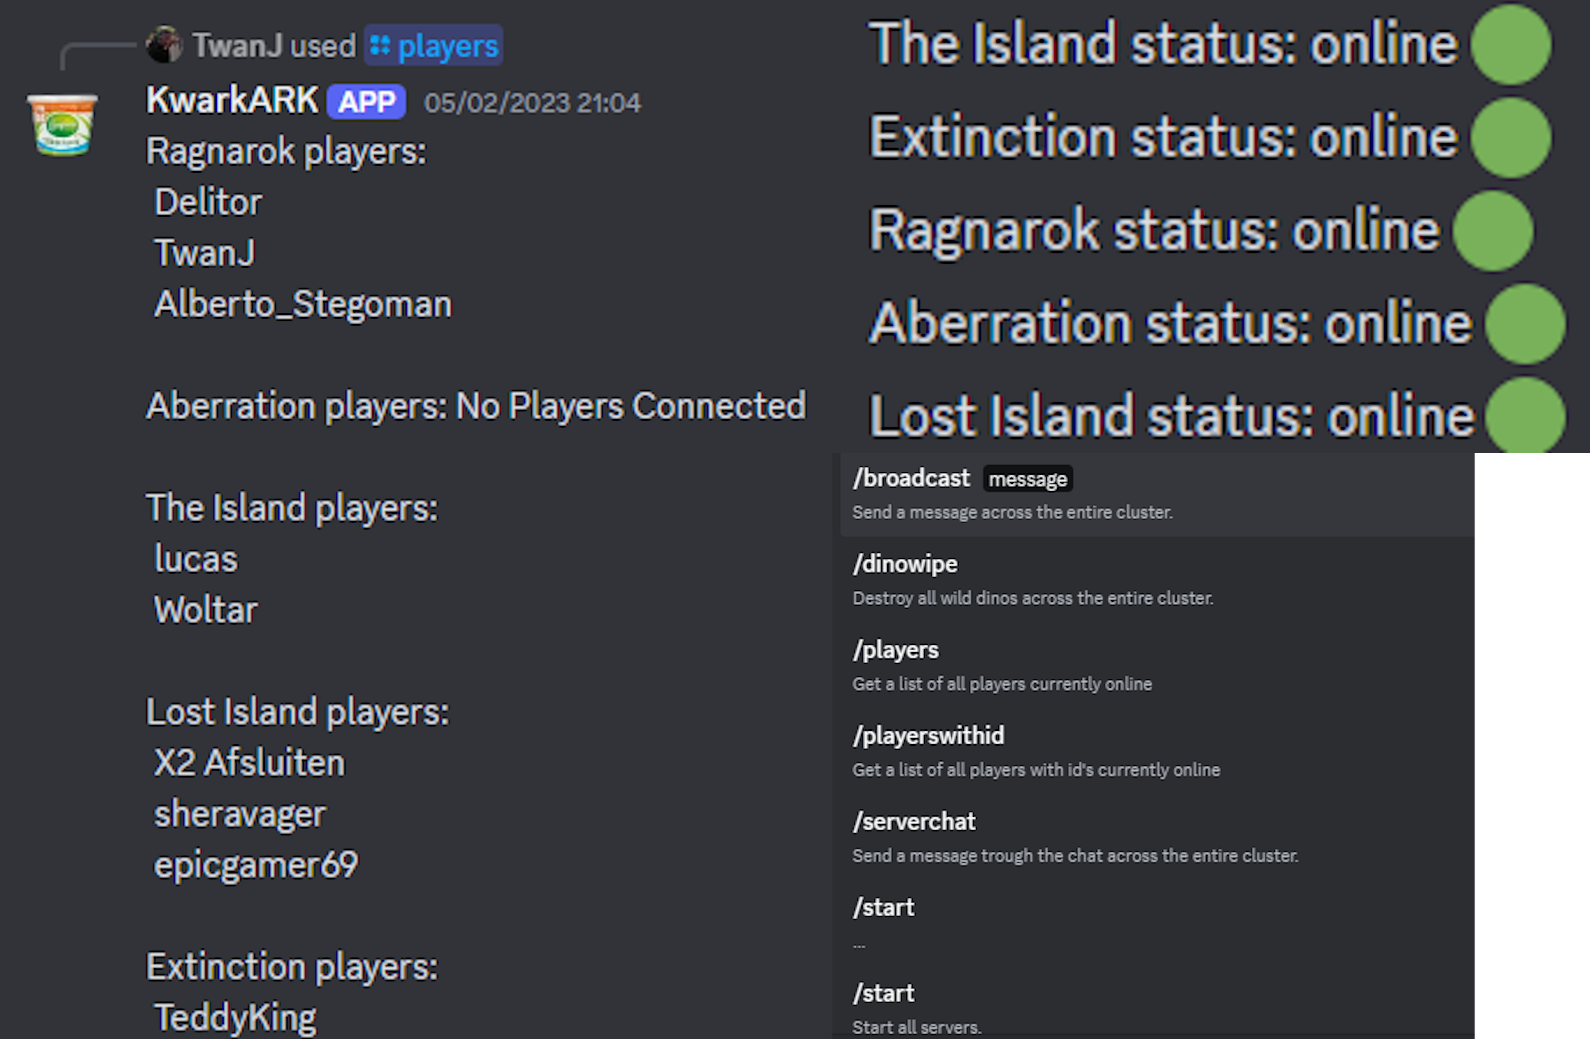 TwanJ used players
KwarkARK APP 05/02/2023 21:04
Ragnarok players:
Delitor
TwanJ
Alberto_Stegoman
Aberration players: No Players Connected
The Island players:
lucas
Woltar
Lost Island players:
X2 Afsluiten
sheravager
epicgamer69
Extinction players:
TeddyKing
The Island status: online
Extinction status: online
Ragnarok status: online
Aberration status: online
Lost Island status: online
/broadcast message
Send a message across the entire cluster.
/dinowipe
Destroy all wild dinos across the entire cluster.
/players
Get a list of all players currently online
/playerswithid
Get a list of all players with id's currently online
/serverchat
Send a message trough the chat across the entire cluster.
/start
...
/start
Start all servers.